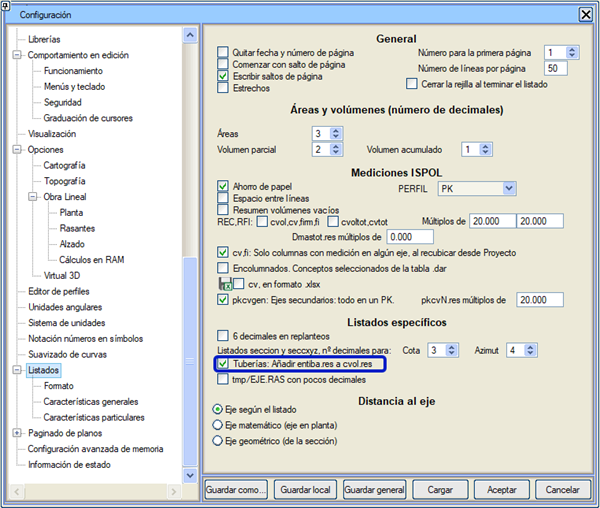 Configuración
Librerías
Comportamiento en edición
Funcionamiento
Menús y teclado
Seguridad
Graduación de cursores
Visualización
Opciones
Cartografía
Topografía
Obra Lineal
Planta
Rasantes
Alzado
Cálculos en RAM
Virtual 3D
Editor de perfiles
Unidades angulares
Sistema de unidades
Notación números en símbolos
Suavizado de curvas
Listados
Formato
Características generales
Características particulares
Paginado de planos
Configuración avanzada de memoria
Información de estado
General
Quitar fecha y número de página
Número para la primera página 1
Comenzar con salto de página
Número de líneas por página 50
Escribir saltos de página
Cerrar la rejilla al terminar el listado
Estrechos
Áreas y volúmenes (número de decimales)
Áreas 3
Volumen parcial 2 Volumen acumulado 1
Mediciones ISPOL
Ahorro de papel PERFIL PK
Espacio entre líneas
Resumen volúmenes vacíos
REC,RFI: cvol,cv,firm,fi cvoltot,cvtot Múltiplos de 20.000 20.000
Dmastot.res múltiplos de 0.000
cv,fi: Solo columnas con medición en algún eje, al recubicar desde Proyecto
Encolumnados. Conceptos seleccionados de la tabla .dar
cv, en formato .xlsx
pkcvgen: Ejes secundarios: todo en un PK. pkcvN.res múltiplos de 20.000
Listados específicos
6 decimales en replanteos
Listados seccion y seccxyz, nº decimales para: Cota 3 Azimut 4
Tuberías: Añadir entiba.res a cvol.res
tmp/EJE.RAS con pocos decimales
Distancia al eje
Eje según el listado
Eje matemático (eje en planta)
Eje geométrico (de la sección)
Guardar como... Guardar local Guardar general Cargar Aceptar Cancelar